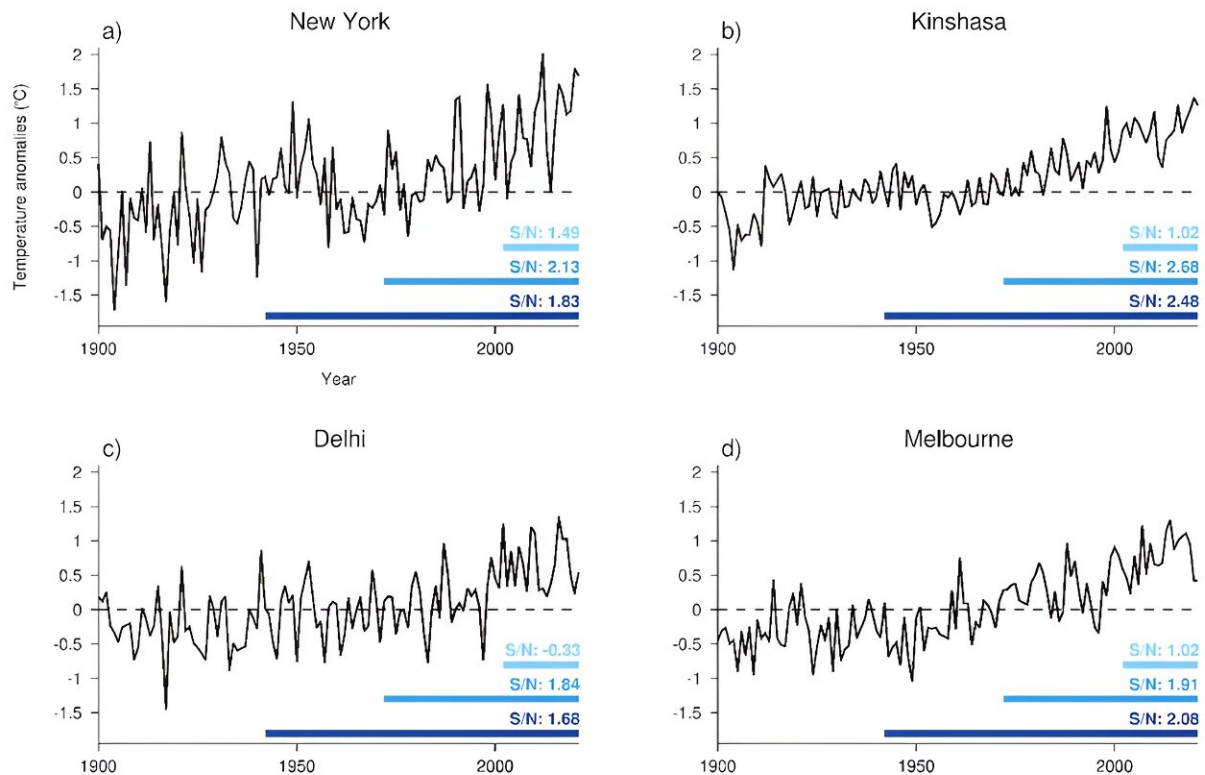 a)
New York
2
1.5
1
0.5
0
-0.5
-1
-1.5
Temperature anomalies (°C)
S/N: 1.49
S/N: 2.13
S/N: 1.83
1900
1950
2000
Year
b)
Kinshasa
2
1.5
1
0.5
0
-0.5
-1
-1.5
S/N: 1.02
S/N: 2.68
S/N: 2.48
1900
1950
2000
c)
Delhi
2
1.5
1
0.5
0
-0.5
-1
-1.5
S/N: -0.33
S/N: 1.84
S/N: 1.68
1900
1950
2000
d)
Melbourne
2
1.5
1
0.5
0
-0.5
-1
-1.5
S/N: 1.02
S/N: 1.91
S/N: 2.08
1900
1950
2000